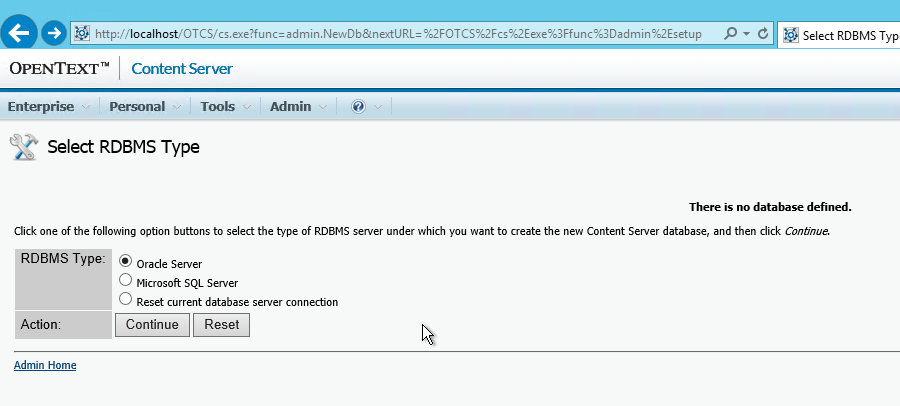 http://localhost/OTCS/cs.exe?func=admin.NewDb&nextURL=%2FOTCS%2Fcs%2Eexe%3Ffunc%3Dadmin%2Esetup
Select RDBMS Typ
OPENTEXT™ Content Server
Enterprise Personal Tools Admin ?
Select RDBMS Type
There is no database defined.
Click one of the following option buttons to select the type of RDBMS server under which you want to create the new Content Server database, and then click Continue.
RDBMS Type: Oracle Server
Microsoft SQL Server
Reset current database server connection
Action: Continue Reset
Admin Home